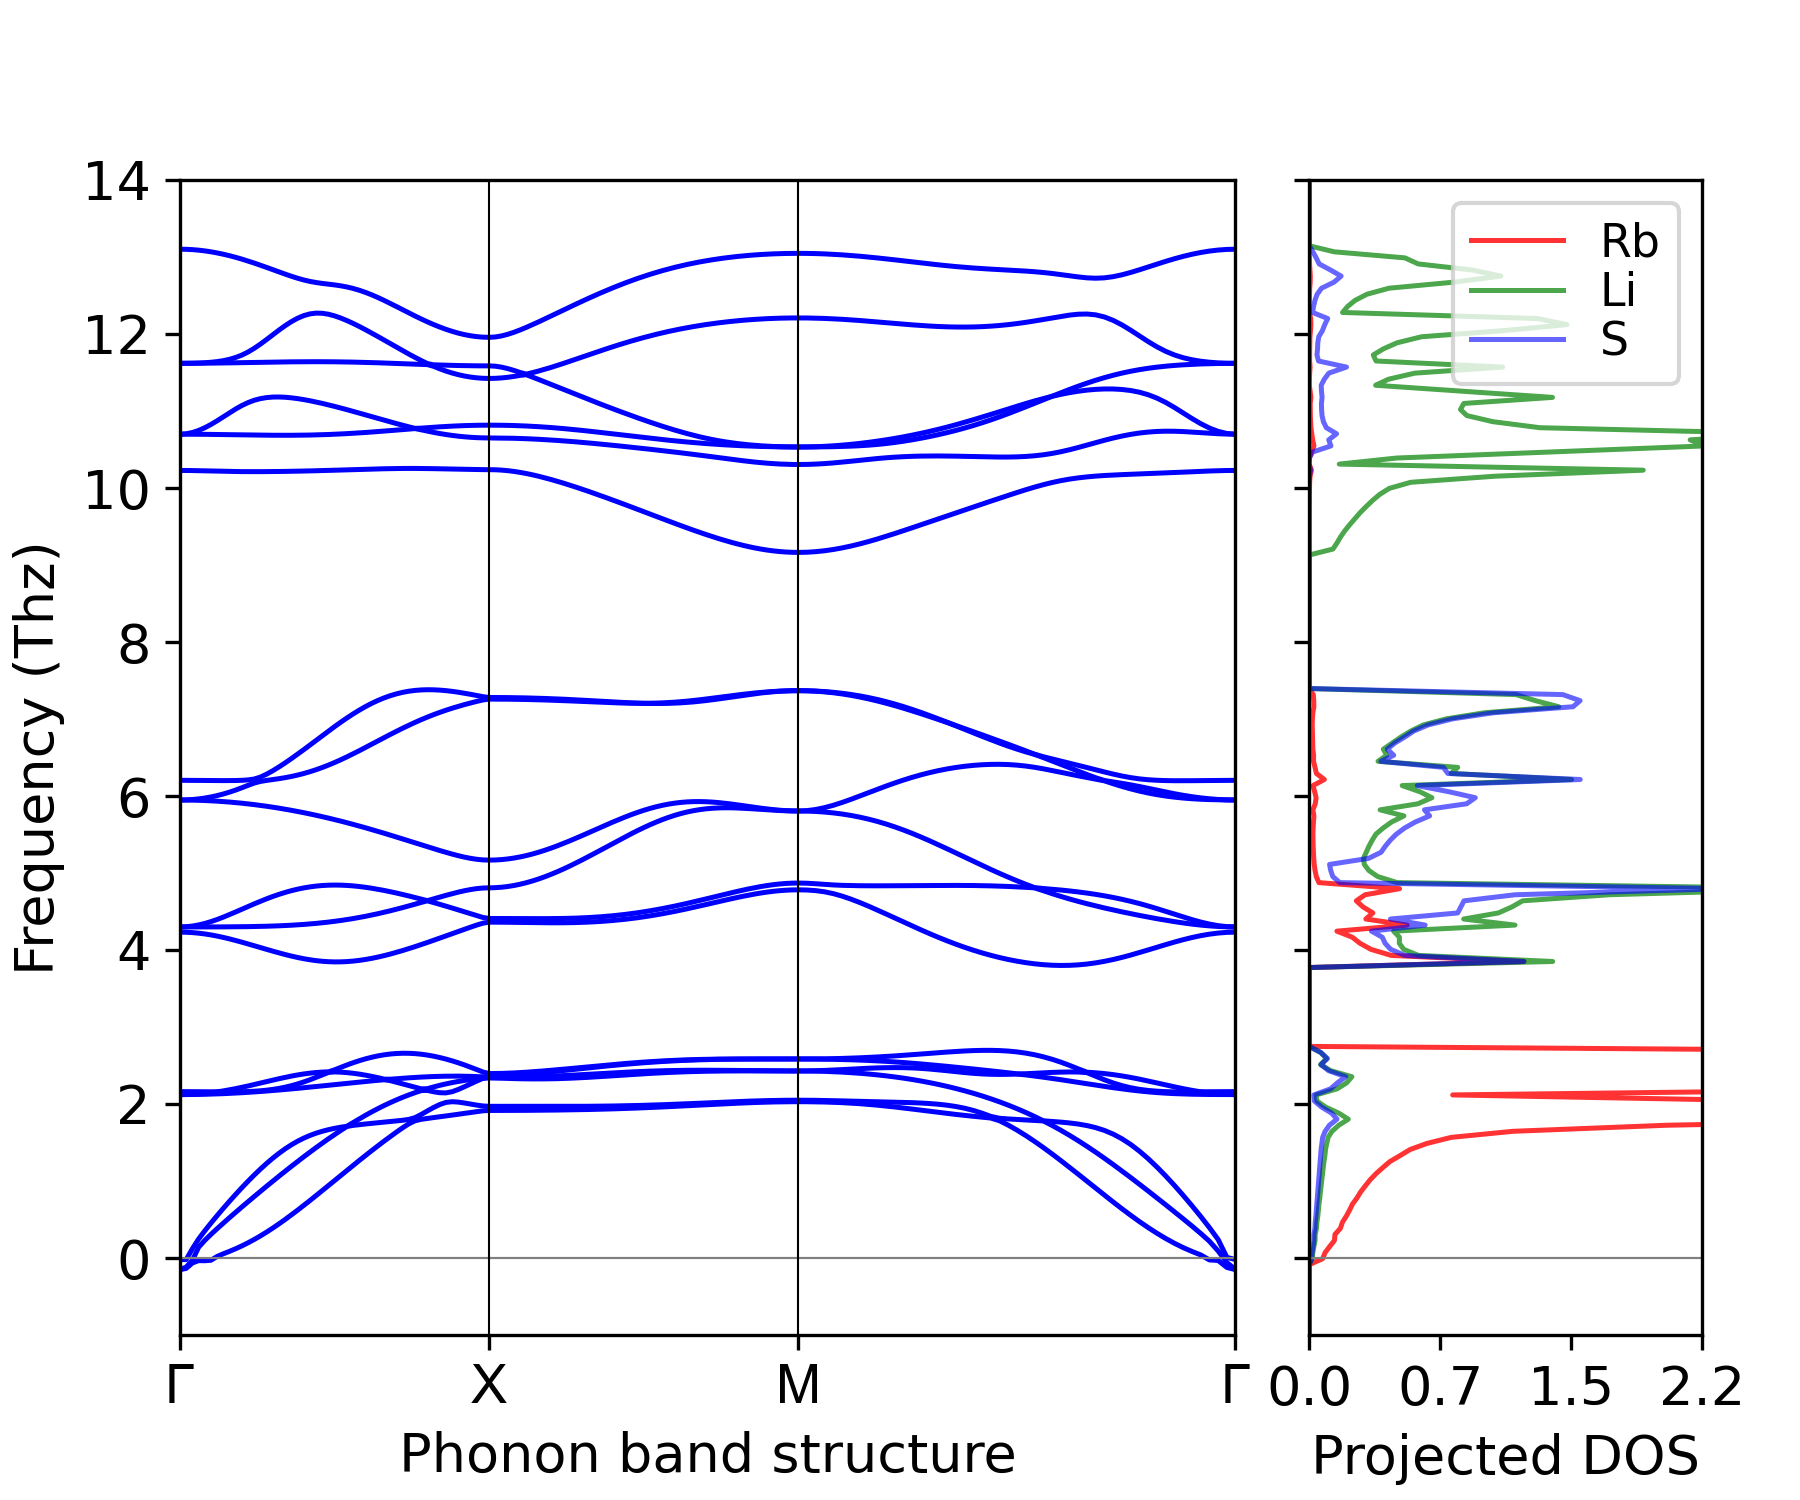 14
12
10
8
6
4
2
0
Frequency (Thz)
Γ X M Γ
Phonon band structure
Rb
Li
S
0.0 0.7 1.5 2.2
Projected DOS